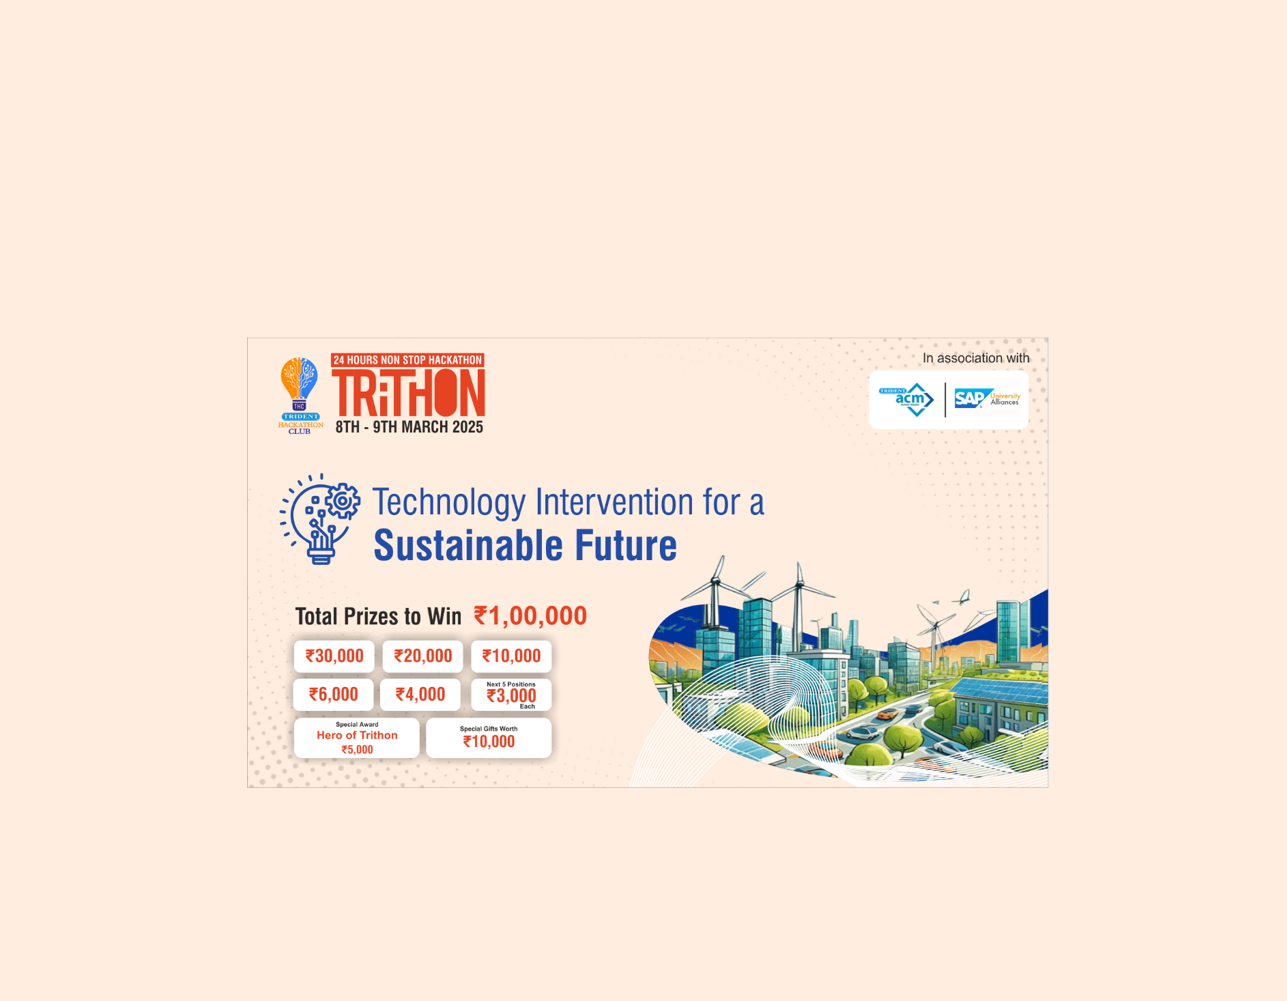 24 HOURS NON STOP HACKATHON
TRiTHON
8TH - 9TH MARCH 2025
THE
TRIDENT
HACKATHON
CLUB
In association with
TRIDENT
acm
SAP University
Alliances
Technology Intervention for a
Sustainable Future
Total Prizes to Win ₹1,00,000
₹30,000 ₹20,000 ₹10,000
₹6,000 ₹4,000
Next 5 Positions
₹3,000
Each
Special Award
Hero of Trithon
₹5,000
Special Gifts Worth
₹10,000